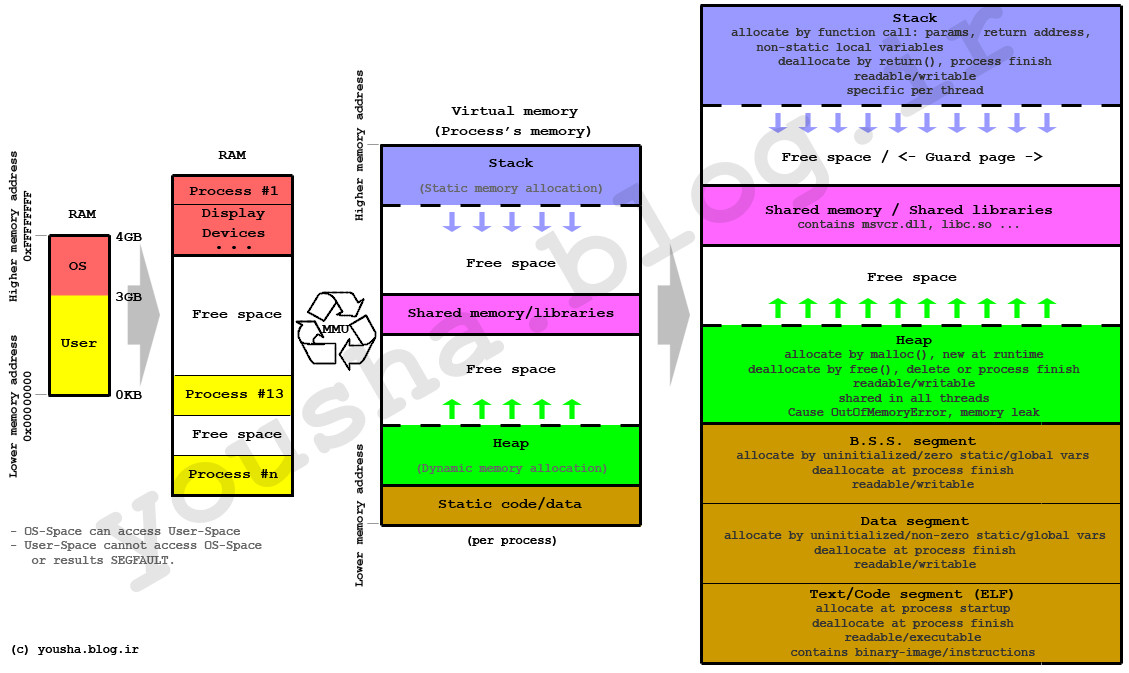 RAM
4GB
OS
3GB
User
0KB
Higher memory address
0xFFFFFFFF
Lower memory address
0x00000000
- OS-Space can access User-Space
- User-Space cannot access OS-Space
or results SEGFAULT.
(c) yousha.blog.ir
RAM
Process #1
Display
Devices
...
Free space
Process #13
Free space
Process #n
MMU
Higher memory address
Lower memory address
Virtual memory
(Process's memory)
Stack
(Static memory allocation)
Free space
Shared memory/libraries
Free space
Heap
(Dynamic memory allocation)
Static code/data
(per process)
Stack
allocate by function call: params, return address,
non-static local variables
deallocate by return(), process finish
readable/writable
specific per thread
Free space / <- Guard page ->
Shared memory / Shared libraries
contains msvcr.dll, libc.so ...
Free space
Heap
allocate by malloc(), new at runtime
deallocate by free(), delete or process finish
readable/writable
shared in all threads
Cause OutOfMemoryError, memory leak
B.S.S. segment
allocate by uninitialized/zero static/global vars
deallocate at process finish
readable/writable
Data segment
allocate by uninitialized/non-zero static/global vars
deallocate at process finish
readable/writable
Text/Code segment (ELF)
allocate at process startup
deallocate at process finish
readable/executable
contains binary-image/instructions
yousha.blog.ir